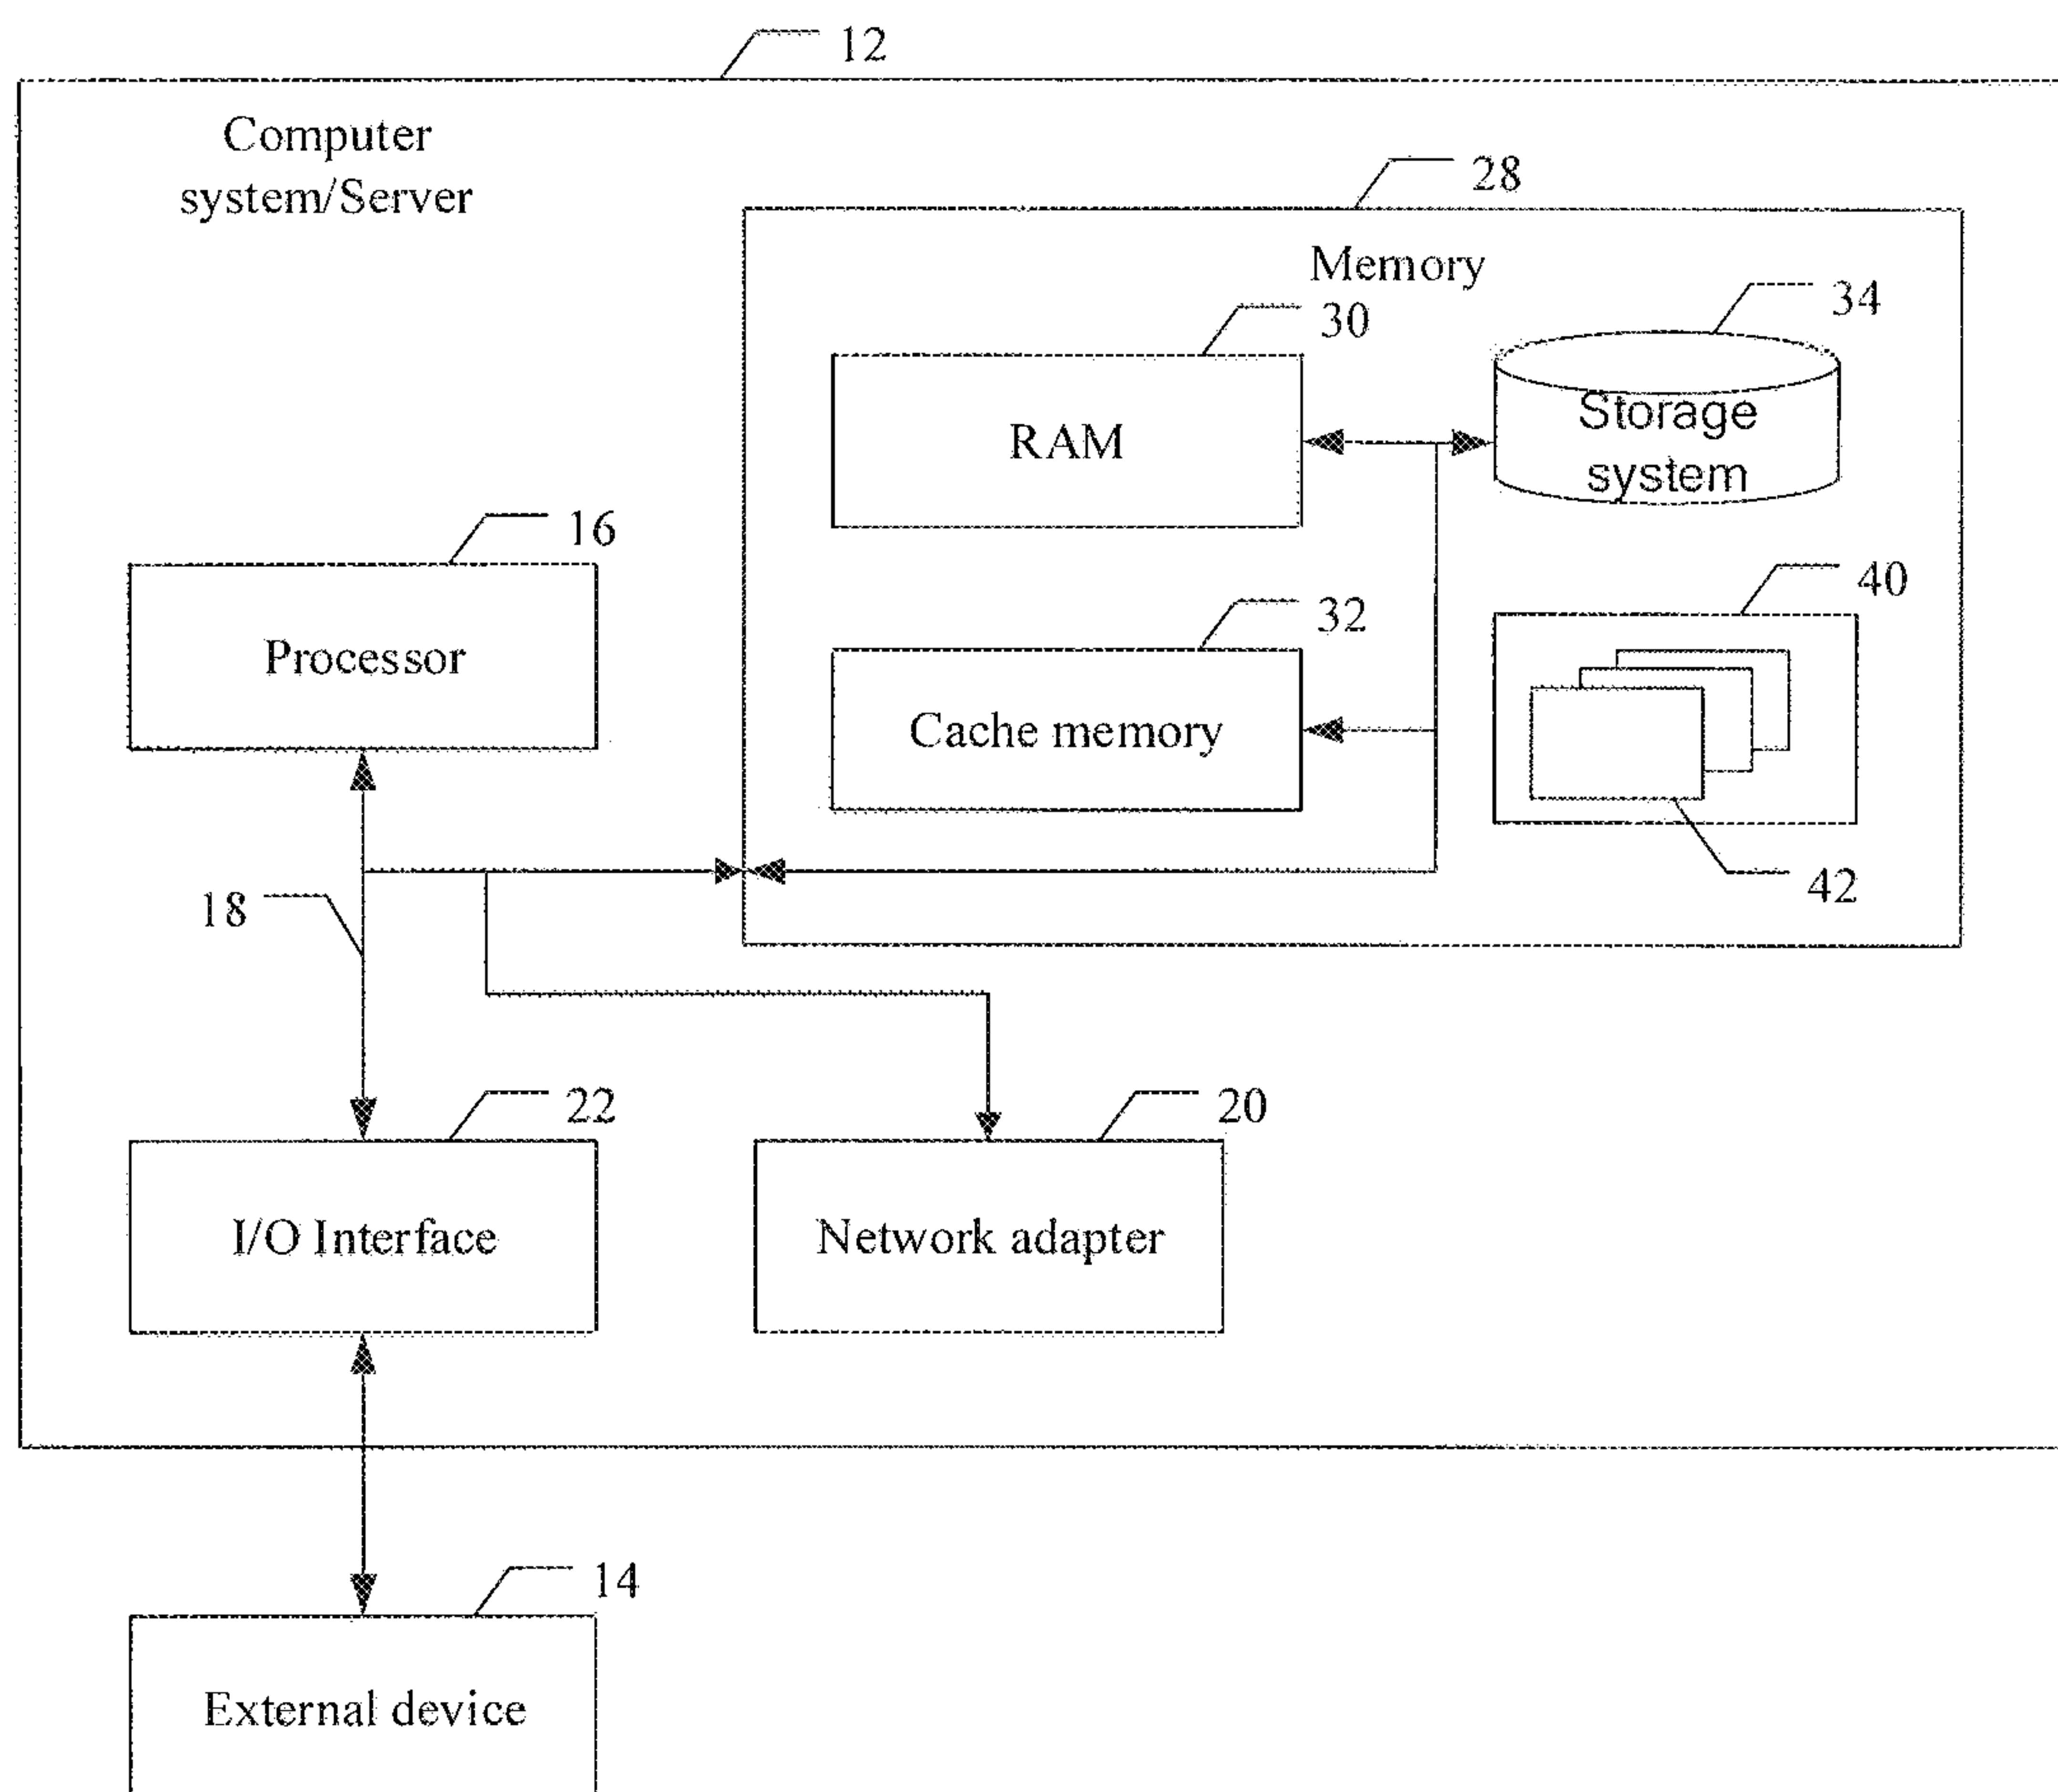 12
Computer
system/Server
28
Memory
30
34
RAM
Storage
system
16
40
Processor
32
Cache memory
42
18
22
20
I/O Interface
Network adapter
14
External device